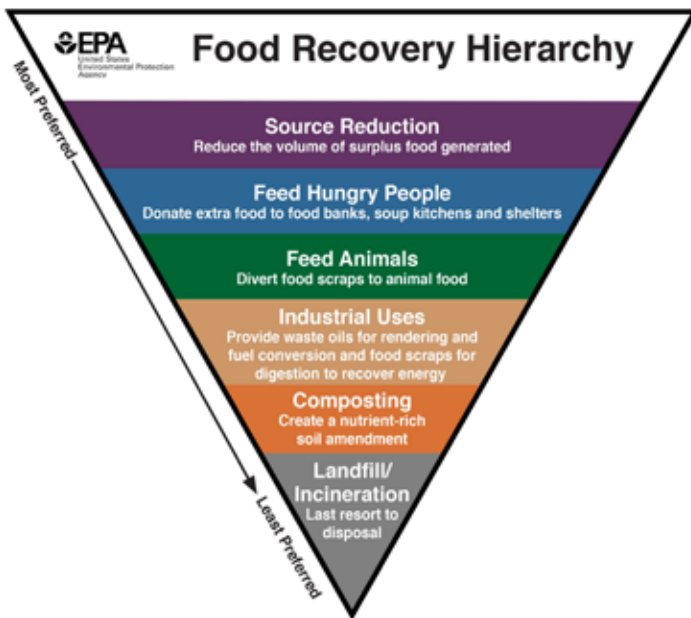 EPA
United States
Environmental Protection
Agency
Food Recovery Hierarchy
Most Preferred
Source Reduction
Reduce the volume of surplus food generated
Feed Hungry People
Donate extra food to food banks, soup kitchens and shelters
Feed Animals
Divert food scraps to animal food
Industrial Uses
Provide waste oils for rendering and
fuel conversion and food scraps for
digestion to recover energy
Composting
Create a nutrient-rich
soil amendment
Landfill/
Incineration
Last resort to
disposal
Least Preferred